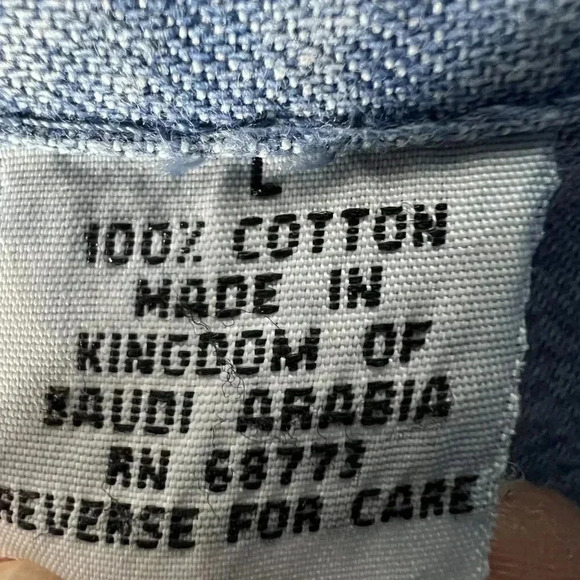 L
100% COTTON
MADE IN
KINGDOM OF
SAUDI ARABIA
RN 68773
REVERSE FOR CARE